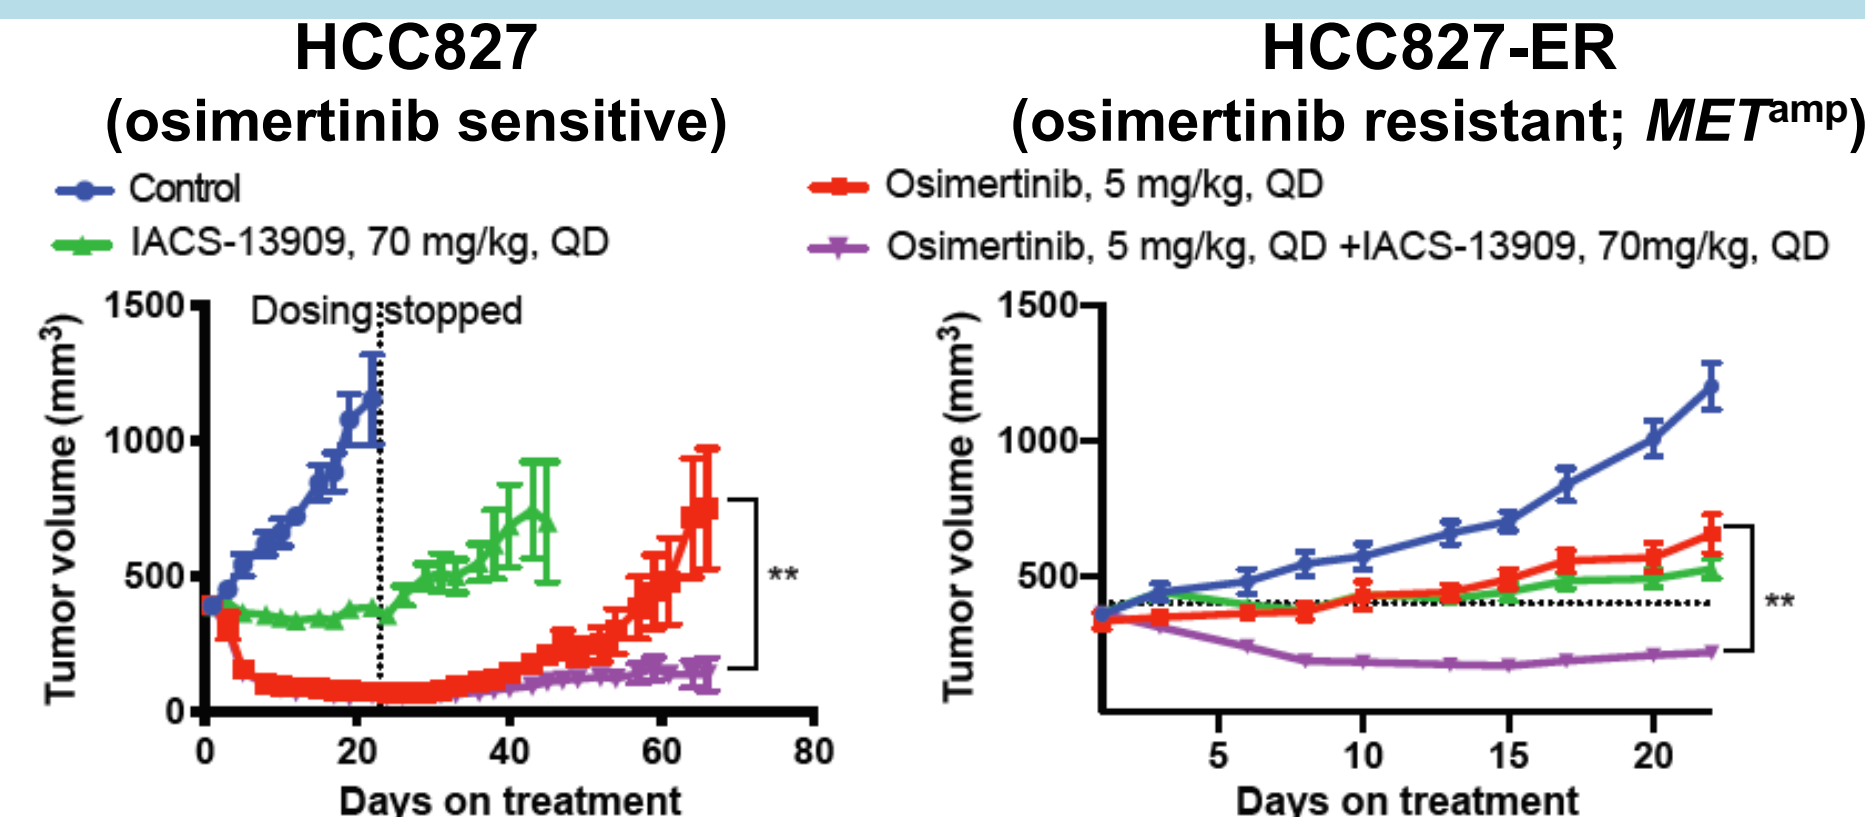 HCC827
(osimertinib sensitive)
HCC827-ER
(osimertinib resistant; METamp)
Control
IACS-13909, 70 mg/kg, QD
Osimertinib, 5 mg/kg, QD
Osimertinib, 5 mg/kg, QD +IACS-13909, 70mg/kg, QD
Tumor volume (mm3)
1500
1000
500
0
Dosing stopped
**
0 20 40 60 80
Days on treatment
Tumor volume (mm3)
1500
1000
500
**
5 10 15 20
Days on treatment